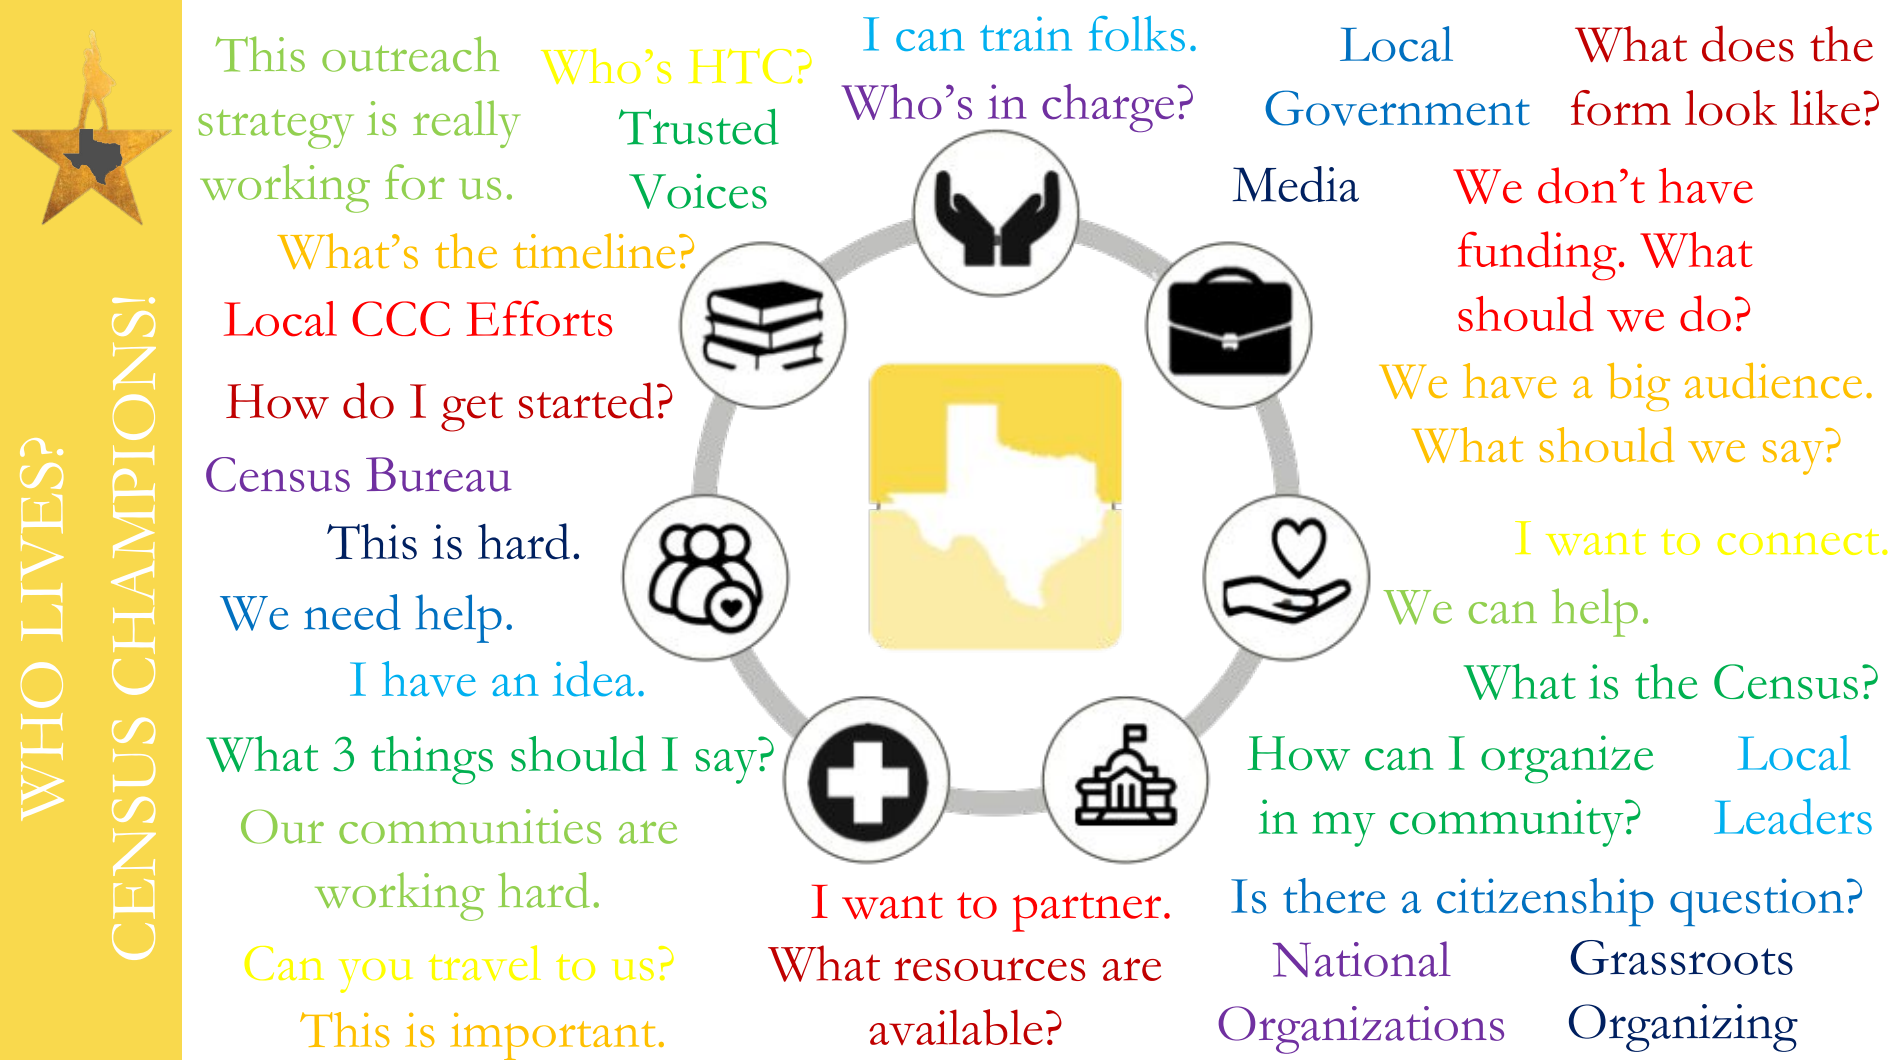 WHO LIVES?
CENSUS CHAMPIONS!
This outreach
strategy is really
working for us.
Who's HTC?
Trusted
Voices
I can train folks.
Who's in charge?
Local
Government
What does the
form look like?
Media
We don't have
funding. What
should we do?
What's the timeline?
Local CCC Efforts
How do I get started?
We have a big audience.
What should we say?
Census Bureau
This is hard.
I want to connect.
We need help.
We can help.
I have an idea.
What is the Census?
What 3 things should I say?
How can I organize
in my community?
Local
Leaders
Our communities are
working hard.
I want to partner.
Is there a citizenship question?
Can you travel to us?
What resources are
available?
National
Organizations
Grassroots
Organizing
This is important.